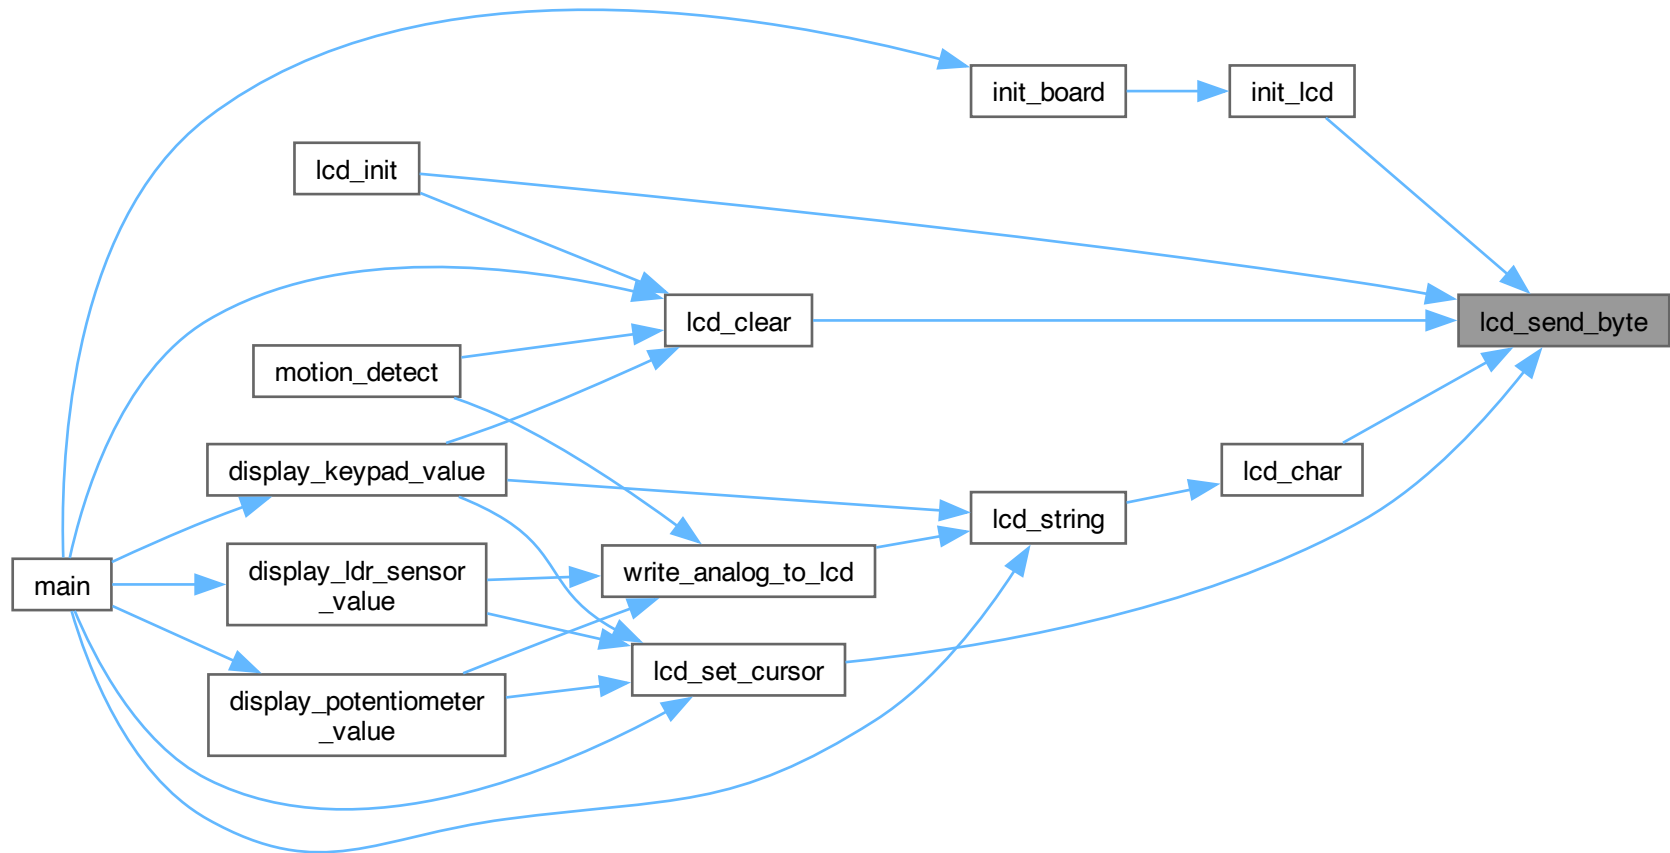 init_board
init_lcd
lcd_init
lcd_clear
lcd_send_byte
motion_detect
display_keypad_value
lcd_char
lcd_string
main
display_ldr_sensor
_value
write_analog_to_lcd
lcd_set_cursor
display_potentiometer
_value